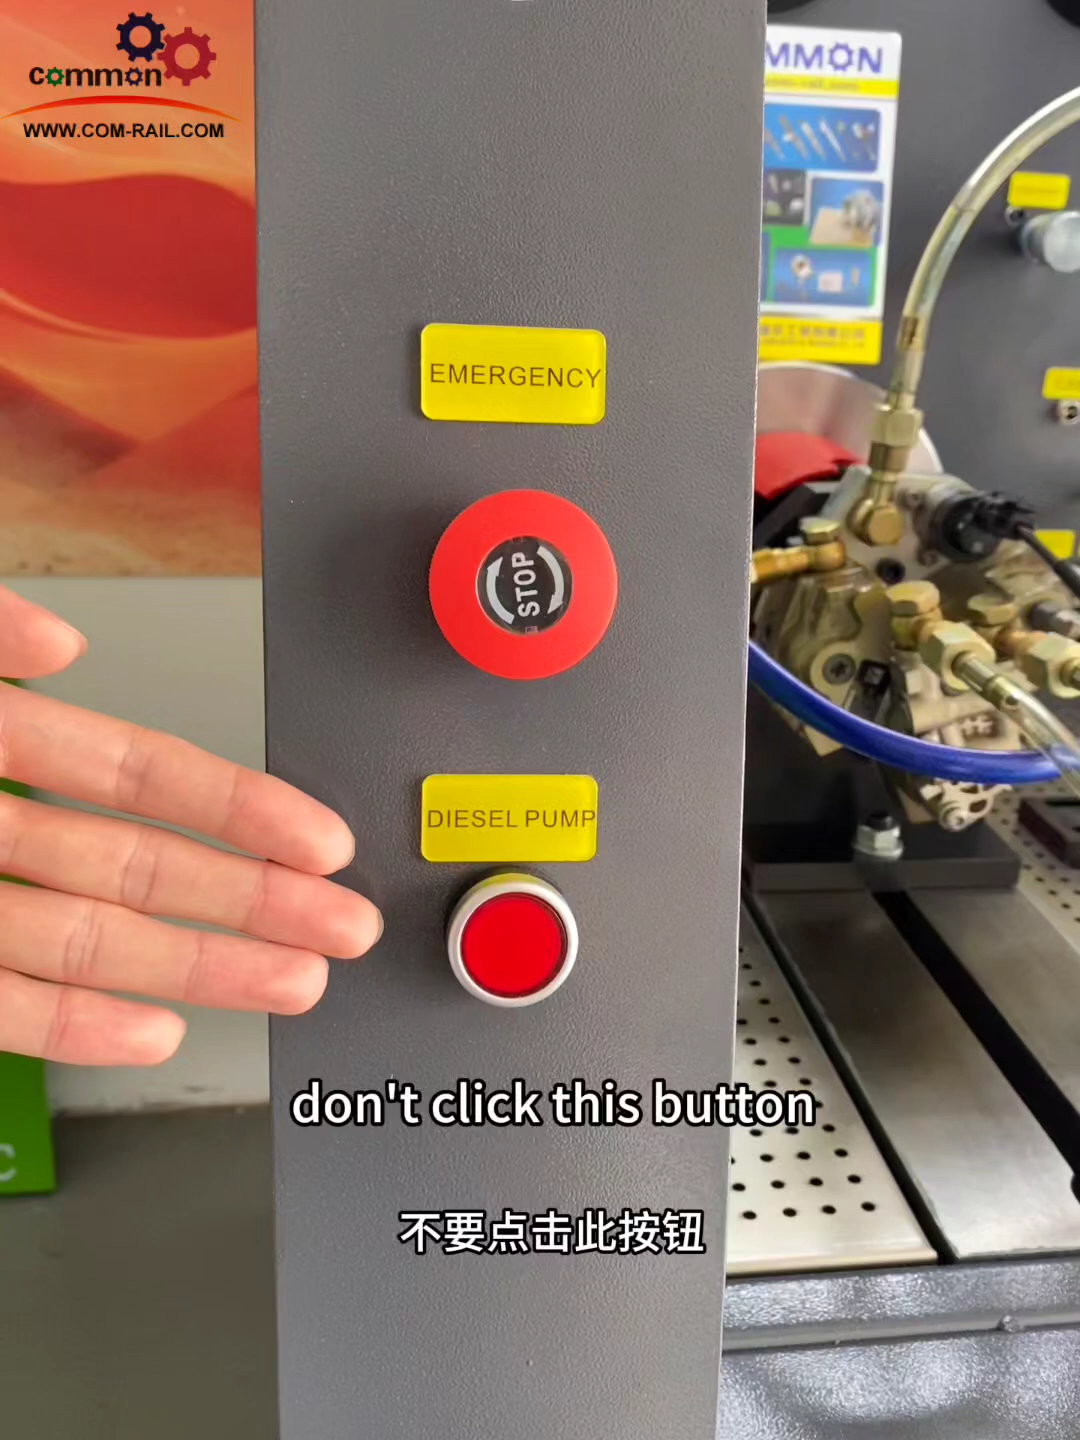 common
WWW.COM-RAIL.COM
MMON
EMERGENCY
STOP
DIESEL PUMP
don't click this button
不要点击此按钮
C